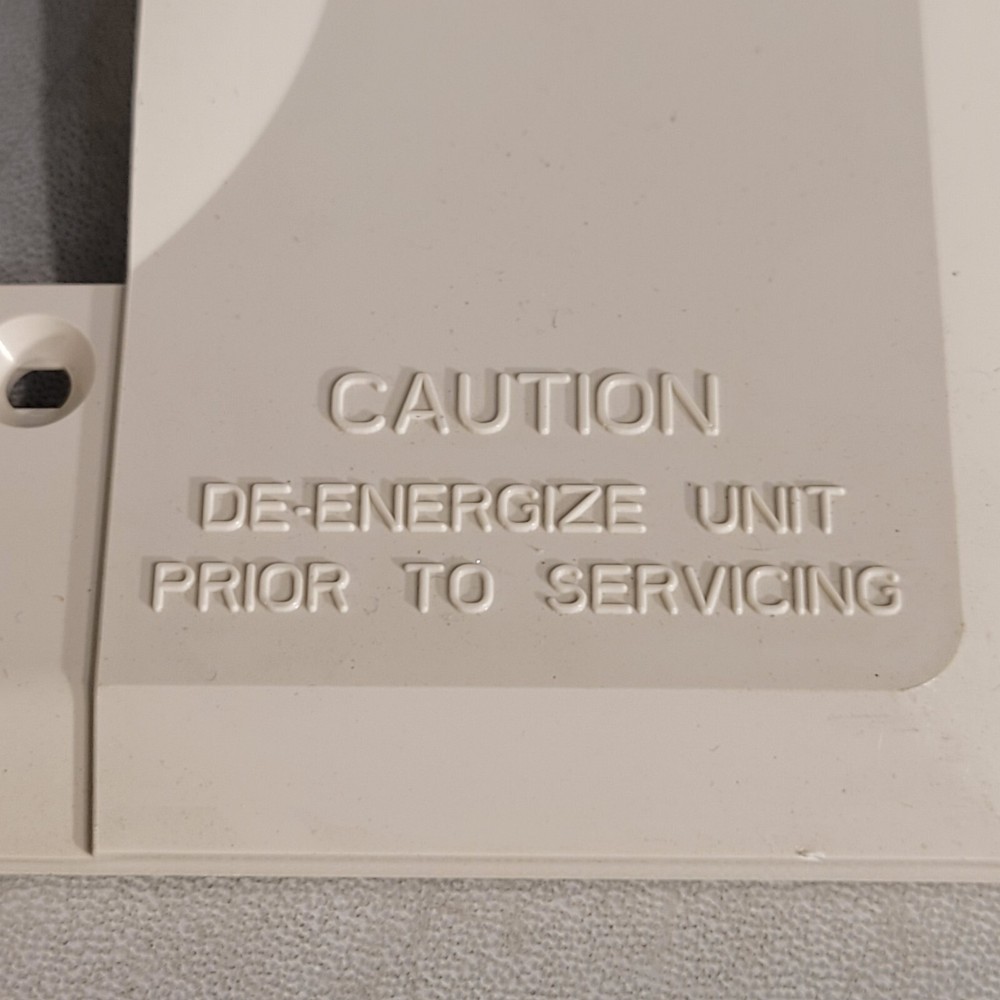 CAUTION
DE-ENERGIZE UNIT
PRIOR TO SERVICING